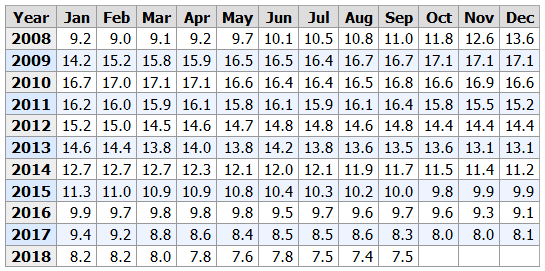 Year Jan Feb Mar Apr May Jun Jul Aug Sep Oct Nov Dec
2008 9.2 9.0 9.1 9.2 9.7 10.1 10.5 10.8 11.0 11.8 12.6 13.6
2009 14.2 15.2 15.8 15.9 16.5 16.5 16.4 16.7 16.7 17.1 17.1 17.1
2010 16.7 17.0 17.1 17.1 16.6 16.4 16.4 16.5 16.8 16.6 16.9 16.6
2011 16.2 16.0 15.9 16.1 15.8 16.1 15.9 16.1 16.4 15.8 15.5 15.2
2012 15.2 15.0 14.5 14.6 14.7 14.8 14.8 14.6 14.8 14.4 14.4 14.4
2013 14.6 14.4 13.8 14.0 13.8 14.2 13.8 13.6 13.5 13.6 13.1 13.1
2014 12.7 12.7 12.7 12.3 12.1 12.0 12.1 11.9 11.7 11.5 11.4 11.2
2015 11.3 11.0 10.9 10.9 10.8 10.4 10.3 10.2 10.0 9.8 9.9 9.9
2016 9.9 9.7 9.8 9.8 9.8 9.5 9.7 9.6 9.7 9.6 9.3 9.1
2017 9.4 9.2 8.8 8.6 8.4 8.5 8.5 8.6 8.3 8.0 8.0 8.1
2018 8.2 8.2 8.0 7.8 7.6 7.8 7.5 7.4 7.5